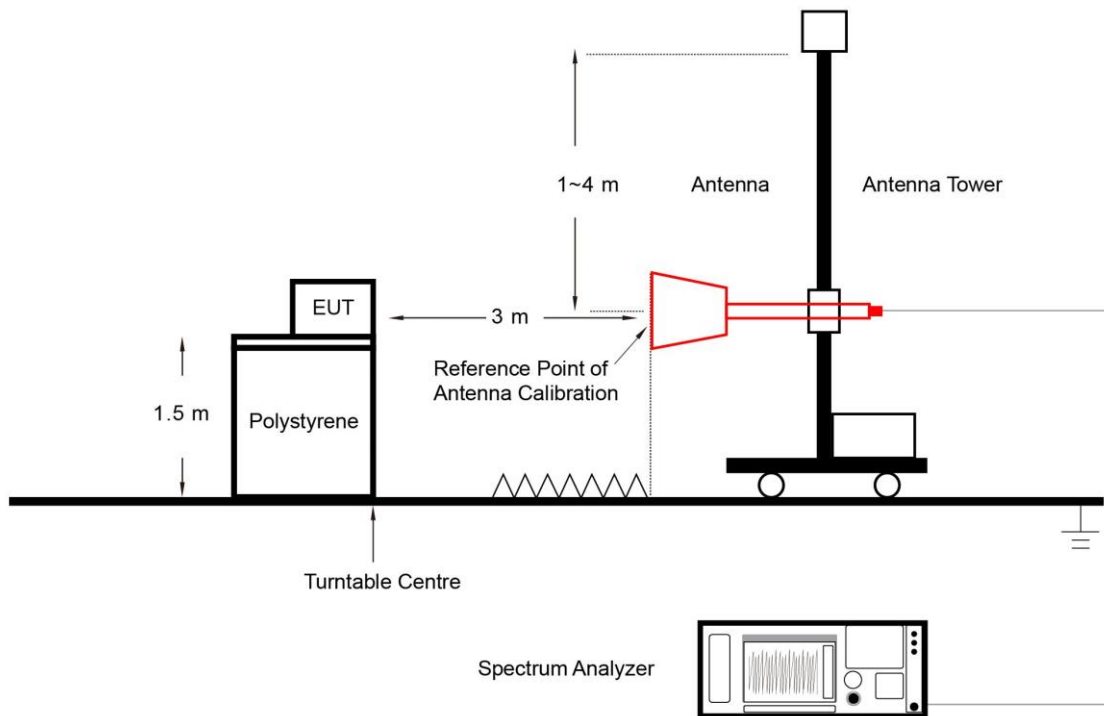 1~4 m
Antenna
Antenna Tower
EUT
3 m
Reference Point of
Antenna Calibration
1.5 m
Polystyrene
Turntable Centre
Spectrum Analyzer